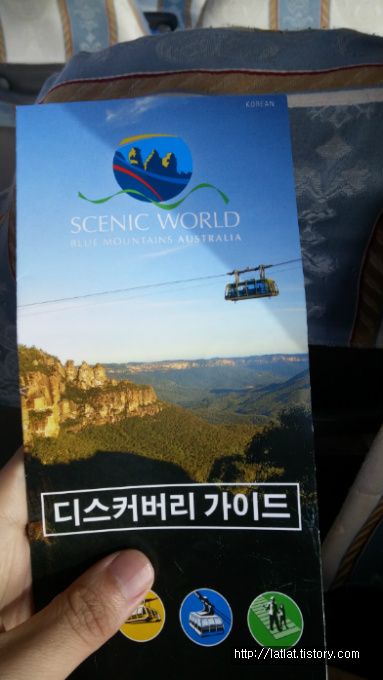 KOREAN
SCENIC WORLD
BLUE MOUNTAINS AUSTRALIA
디스커버리 가이드
http://latlat.tistory.com